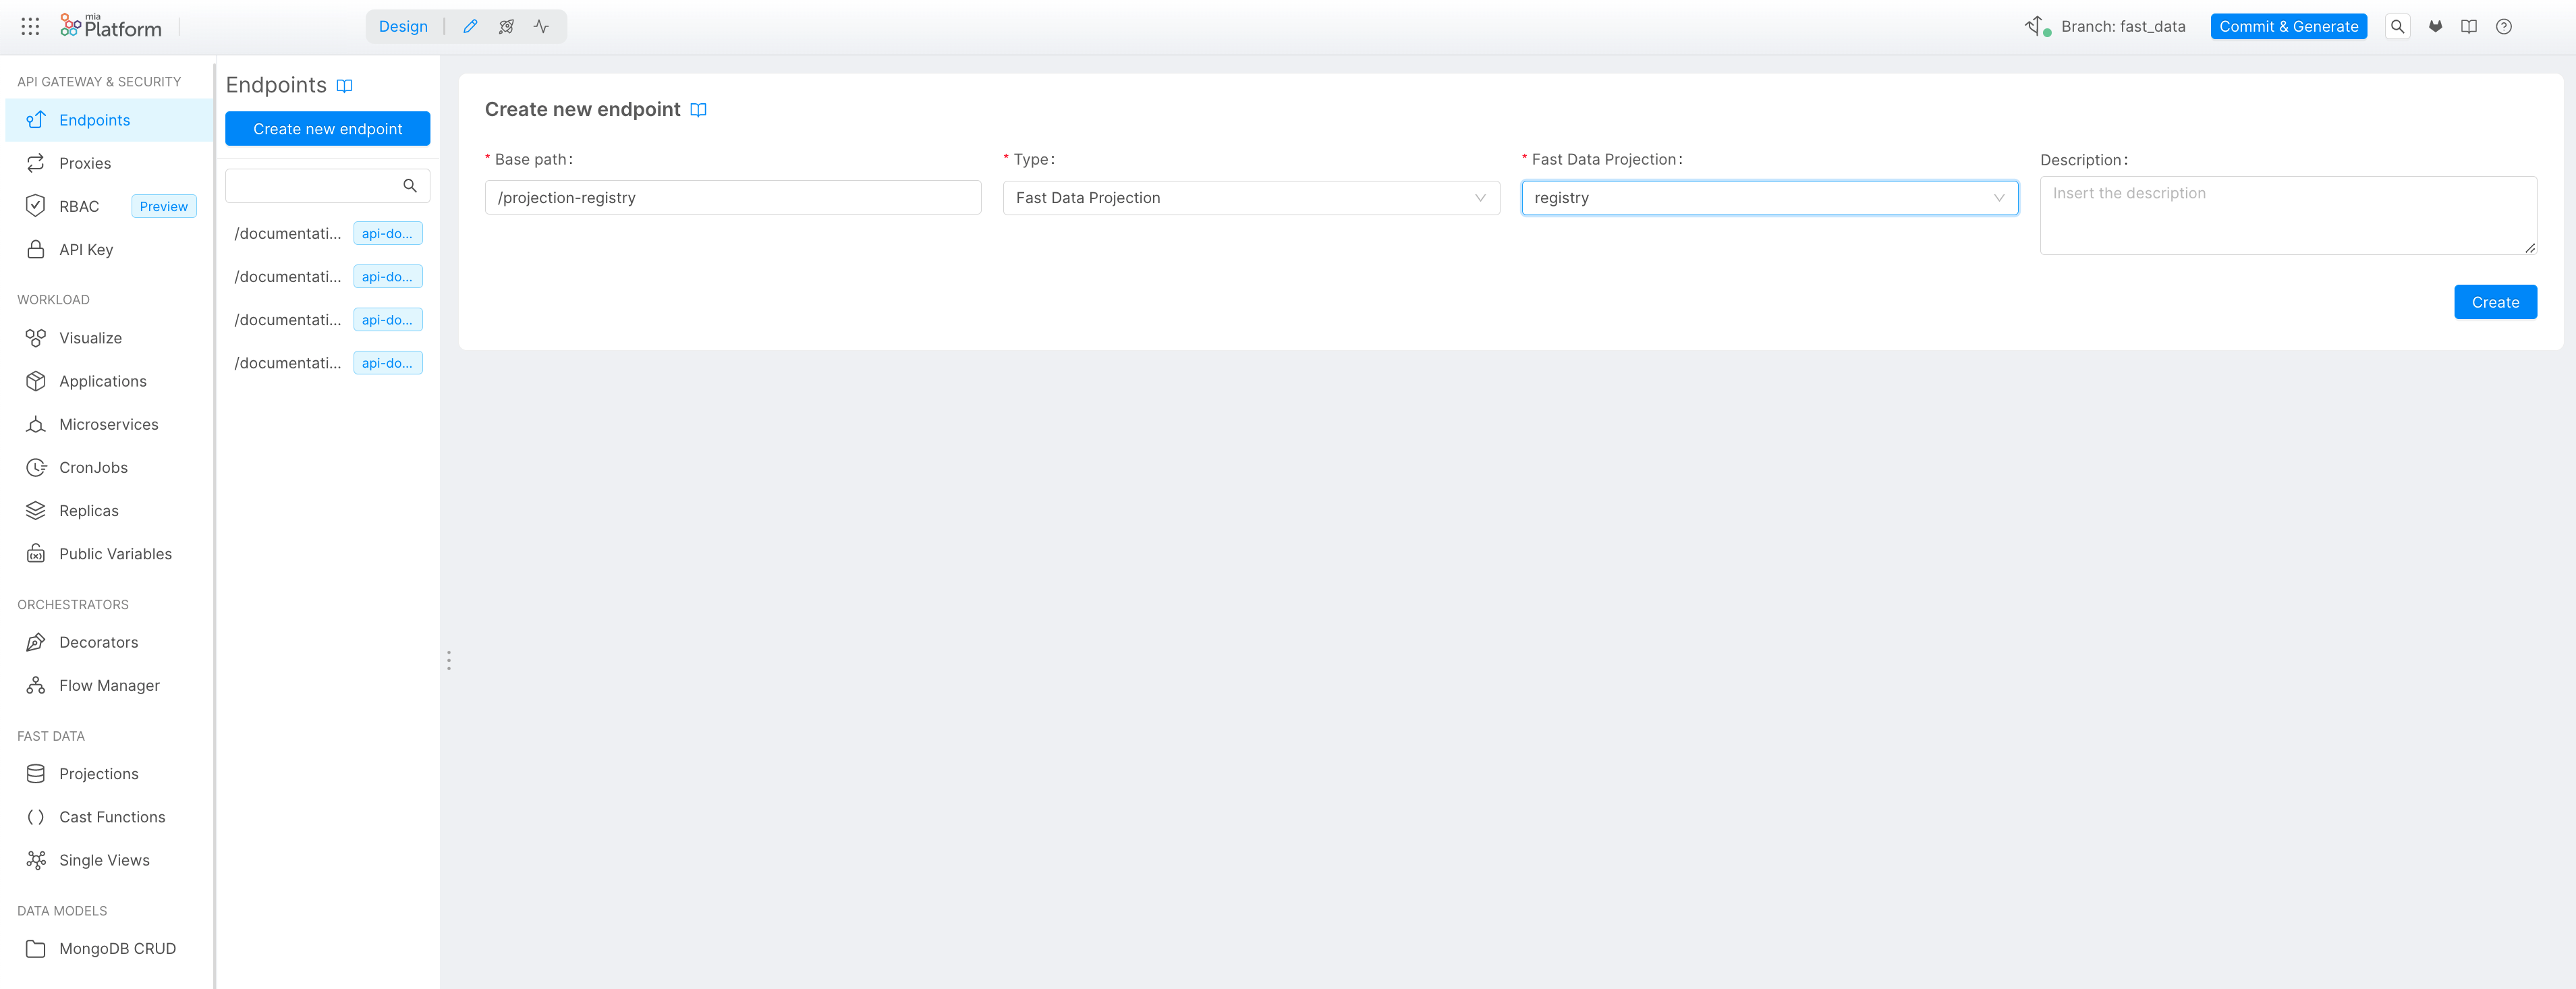 mia
Platform
Design
Branch: fast_data
Commit & Generate
API GATEWAY & SECURITY
Endpoints
Proxies
RBAC Preview
API Key
WORKLOAD
Visualize
Applications
Microservices
CronJobs
Replicas
Public Variables
ORCHESTRATORS
Decorators
Flow Manager
FAST DATA
Projections
Cast Functions
Single Views
DATA MODELS
MongoDB CRUD
Endpoints
Create new endpoint
/documentati... api-do...
/documentati... api-do...
/documentati... api-do...
/documentati... api-do...
Create new endpoint
* Base path:
/projection-registry
* Type:
Fast Data Projection
* Fast Data Projection:
registry
Description:
Insert the description
Create